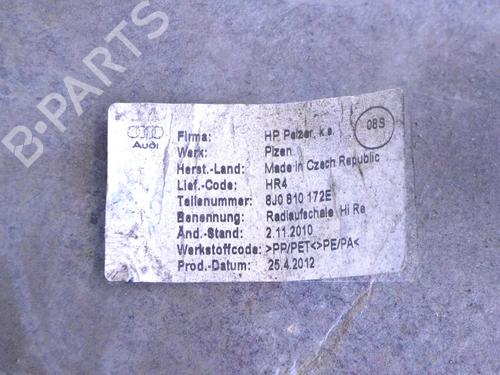 B-PARTS
Audi
08S
Firma: HP. Pelzer, k.s.
Werk: Plzen
Herst.-Land: Made in Czech Republic
Lief.-Code: HR4
Teilenummer: 8J0 810 172E
Benennung: Radlaufschale Hi Re
Änd.-Stand: 2.11.2010
Werkstoffcode: >PP/PET<>PE/PA<
Prod.-Datum: 25.4.2012